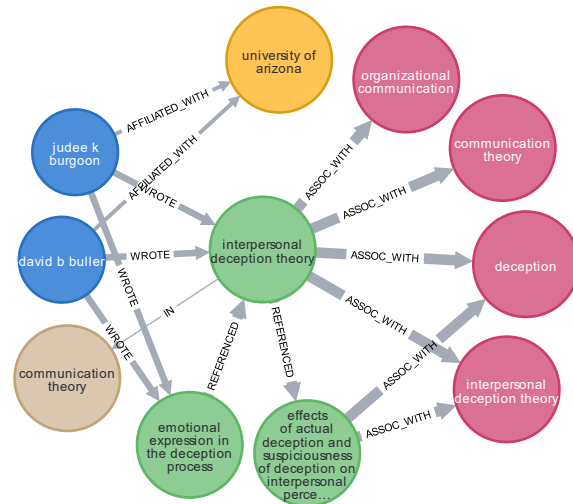 university of
arizona
organizational
communication
judee k
burgoon
AFFILIATED_WITH
AFFILIATED_WITH
communication
theory
ASSOC_WITH
WROTE
ASSOC_WITH
david b buller
WROTE
interpersonal
deception theory
ASSOC_WITH
deception
WROTE
IN
ASSOC_WITH
WROTE
REFERENCED
REFERENCED
ASSOC_WITH
communication
theory
interpersonal
deception theory
ASSOC_WITH
emotional
expression in
the deception
process
effects of
actual
deception and
suspiciousness
of deception on
interpersonal
perce…